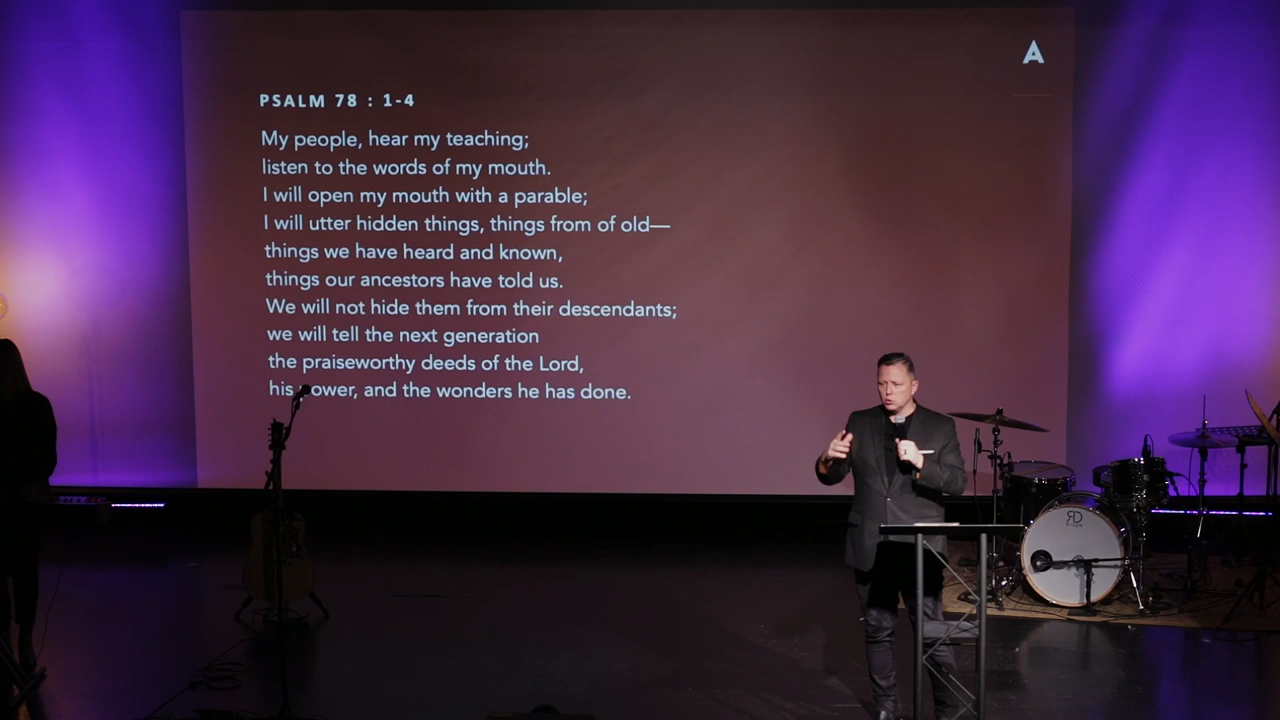 A
PSALM 78 : 1-4
My people, hear my teaching;
listen to the words of my mouth.
I will open my mouth with a parable;
I will utter hidden things, things from of old—
things we have heard and known,
things our ancestors have told us.
We will not hide them from their descendants;
we will tell the next generation
the praiseworthy deeds of the Lord,
his power, and the wonders he has done.